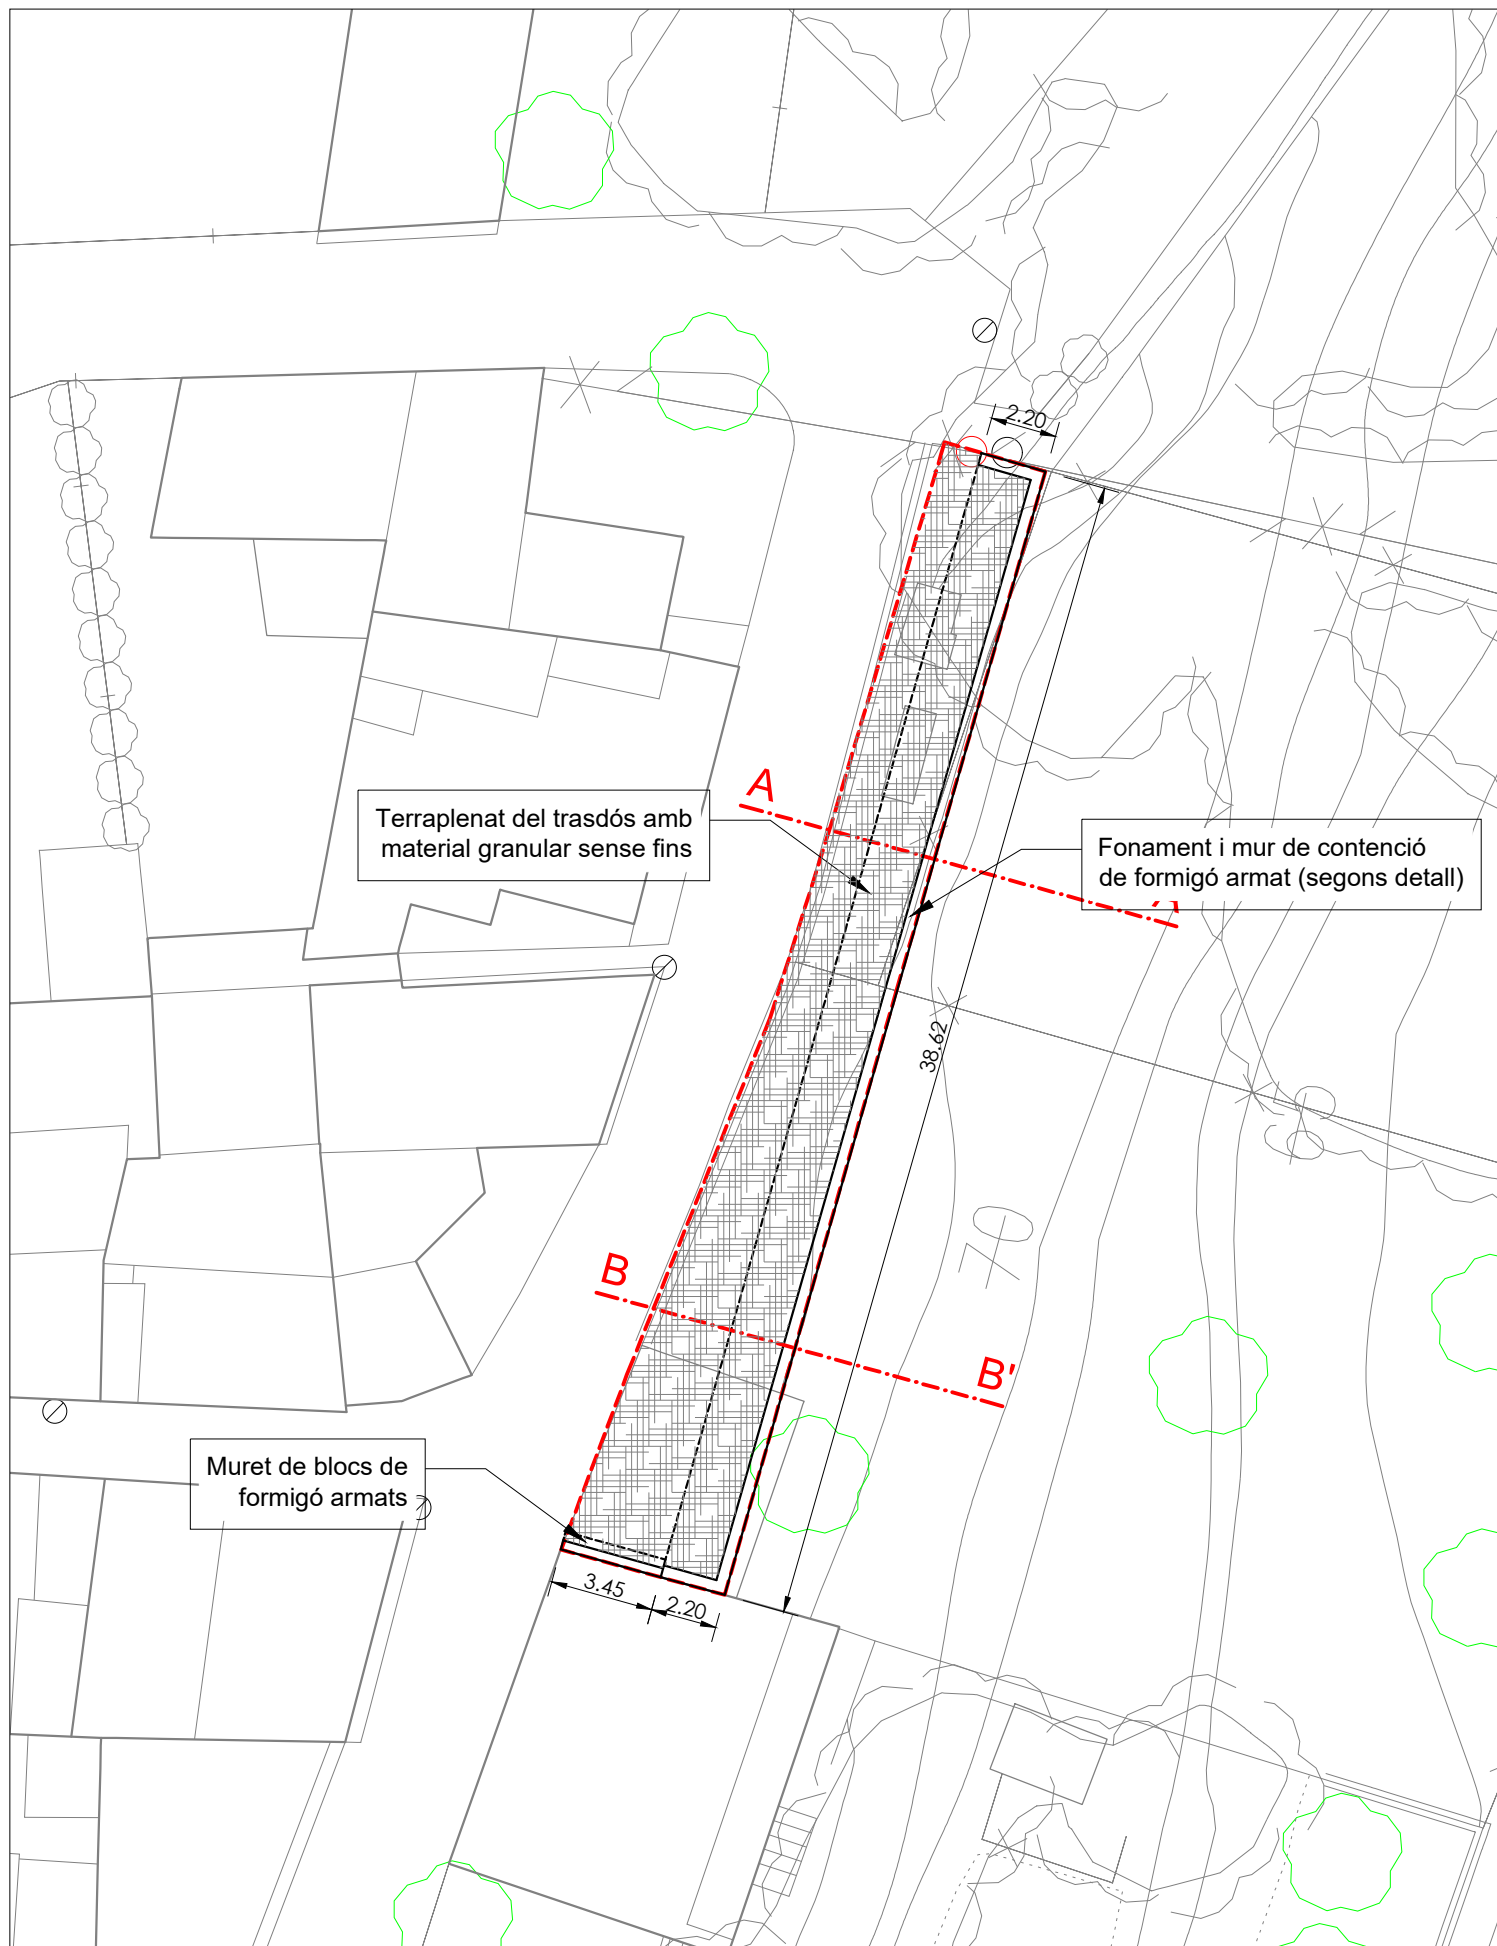 2.20
A
Terraplenat del trasdós amb
material granular sense fins
Fonament i mur de contenció
de formigó armat (segons detall)
38.62
B
B'
Muret de blocs de
formigó armats
3.45
2.20